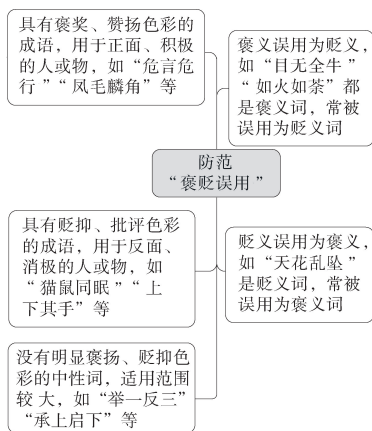 具有褒奖、赞扬色彩的
成语，用于正面、积极
的人或物，如“危言危
行”“凤毛麟角”等
褒义误用为贬义，
如“目无全牛”
“如火如荼”都
是褒义词，常被
误用为贬义词
防范
“褒贬误用”
具有贬抑、批评色彩
的成语，用于反面、
消极的人或物，如
“猫鼠同眠”“上
下其手”等
贬义误用为褒义，
如“天花乱坠”
是贬义词，常被
误用为褒义词
没有明显褒扬、贬抑色
彩的中性词，适用范围
较大，如“举一反三”
“承上启下”等